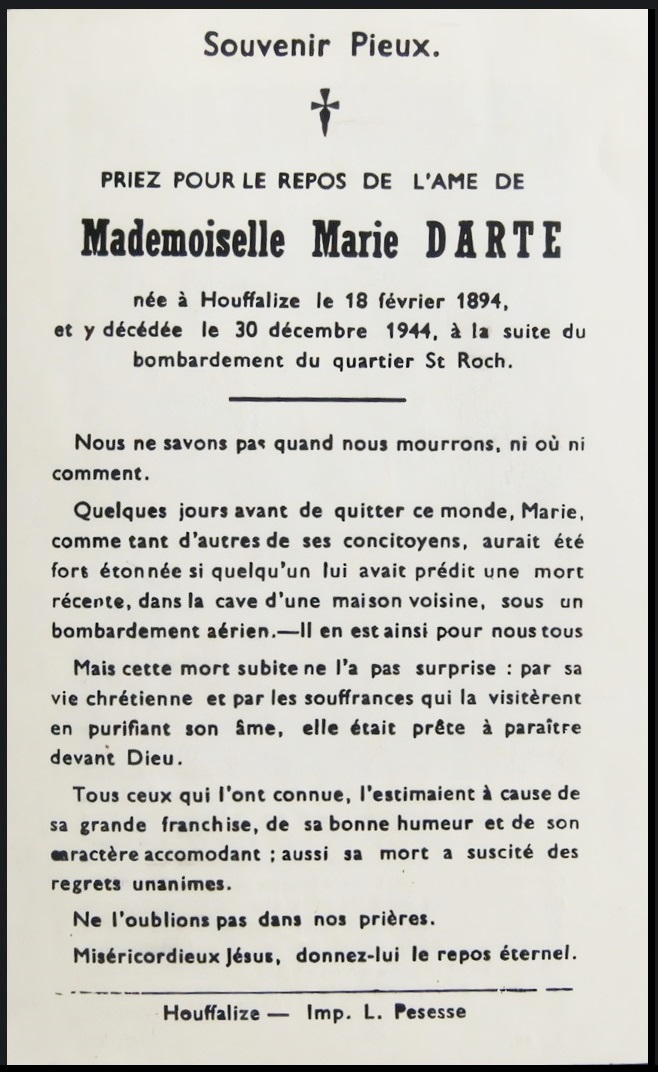 Souvenir Pieux.
PRIEZ POUR LE REPOS DE L'AME DE
Mademoiselle Marie DARTE
née à Houffalize le 18 février 1894,
et y décédée le 30 décembre 1944, à la suite du
bombardement du quartier St Roch.
Nous ne savons pas quand nous mourrons, ni où ni
comment.
Quelques jours avant de quitter ce monde, Marie,
comme tant d'autres de ses concitoyens, aurait été
fort étonnée si quelqu'un lui avait prédit une mort
récente, dans la cave d'une maison voisine, sous un
bombardement aérien.—Il en est ainsi pour nous tous
Mais cette mort subite ne l'a pas surprise : par sa
vie chrétienne et par les souffrances qui la visitèrent
en purifiant son âme, elle était prête à paraître
devant Dieu.
Tous ceux qui l'ont connue, l'estimaient à cause de
sa grande franchise, de sa bonne humeur et de son
caractère accomodant ; aussi sa mort a suscité des
regrets unanimes.
Ne l'oublions pas dans nos prières.
Miséricordieux Jésus, donnez-lui le repos éternel.
Houffalize — Imp. L. Pesesse